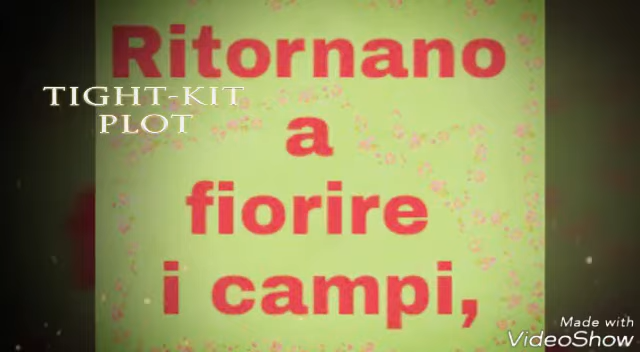 Ritornano
TIGHT-KIT
PLOT
a
fiorire
i campi,
Made with
VideoShow